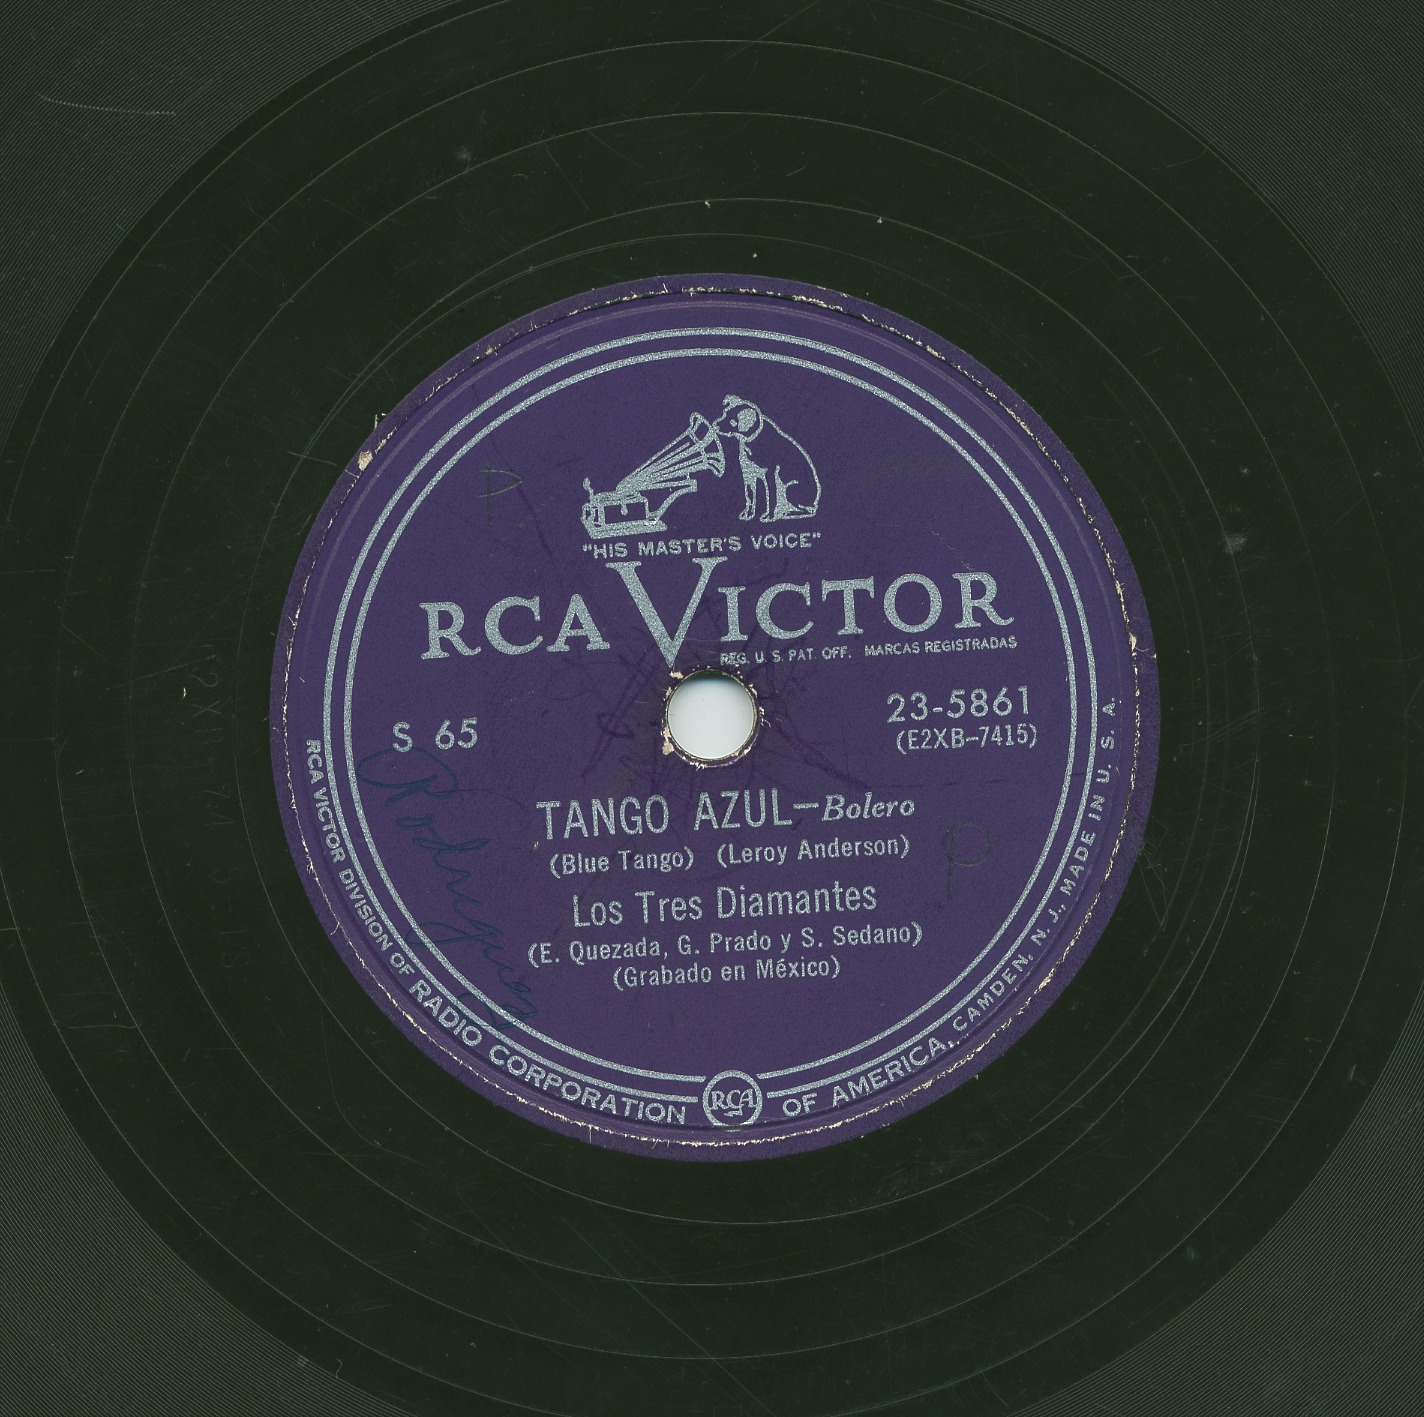 "HIS MASTER'S VOICE"
RCA VICTOR
REG. U. S. PAT. OFF. MARCAS REGISTRADAS
S 65
23-5861
(E2XB-7415)
TANGO AZUL—Bolero
(Blue Tango) (Leroy Anderson)
Los Tres Diamantes
(E. Quezada, G. Prado y S. Sedano)
(Grabado en México)
P
P
Rodriguez
RCA VICTOR DIVISION OF RADIO CORPORATION OF AMERICA, CAMDEN, N. J., MADE IN U. S. A.
RCA